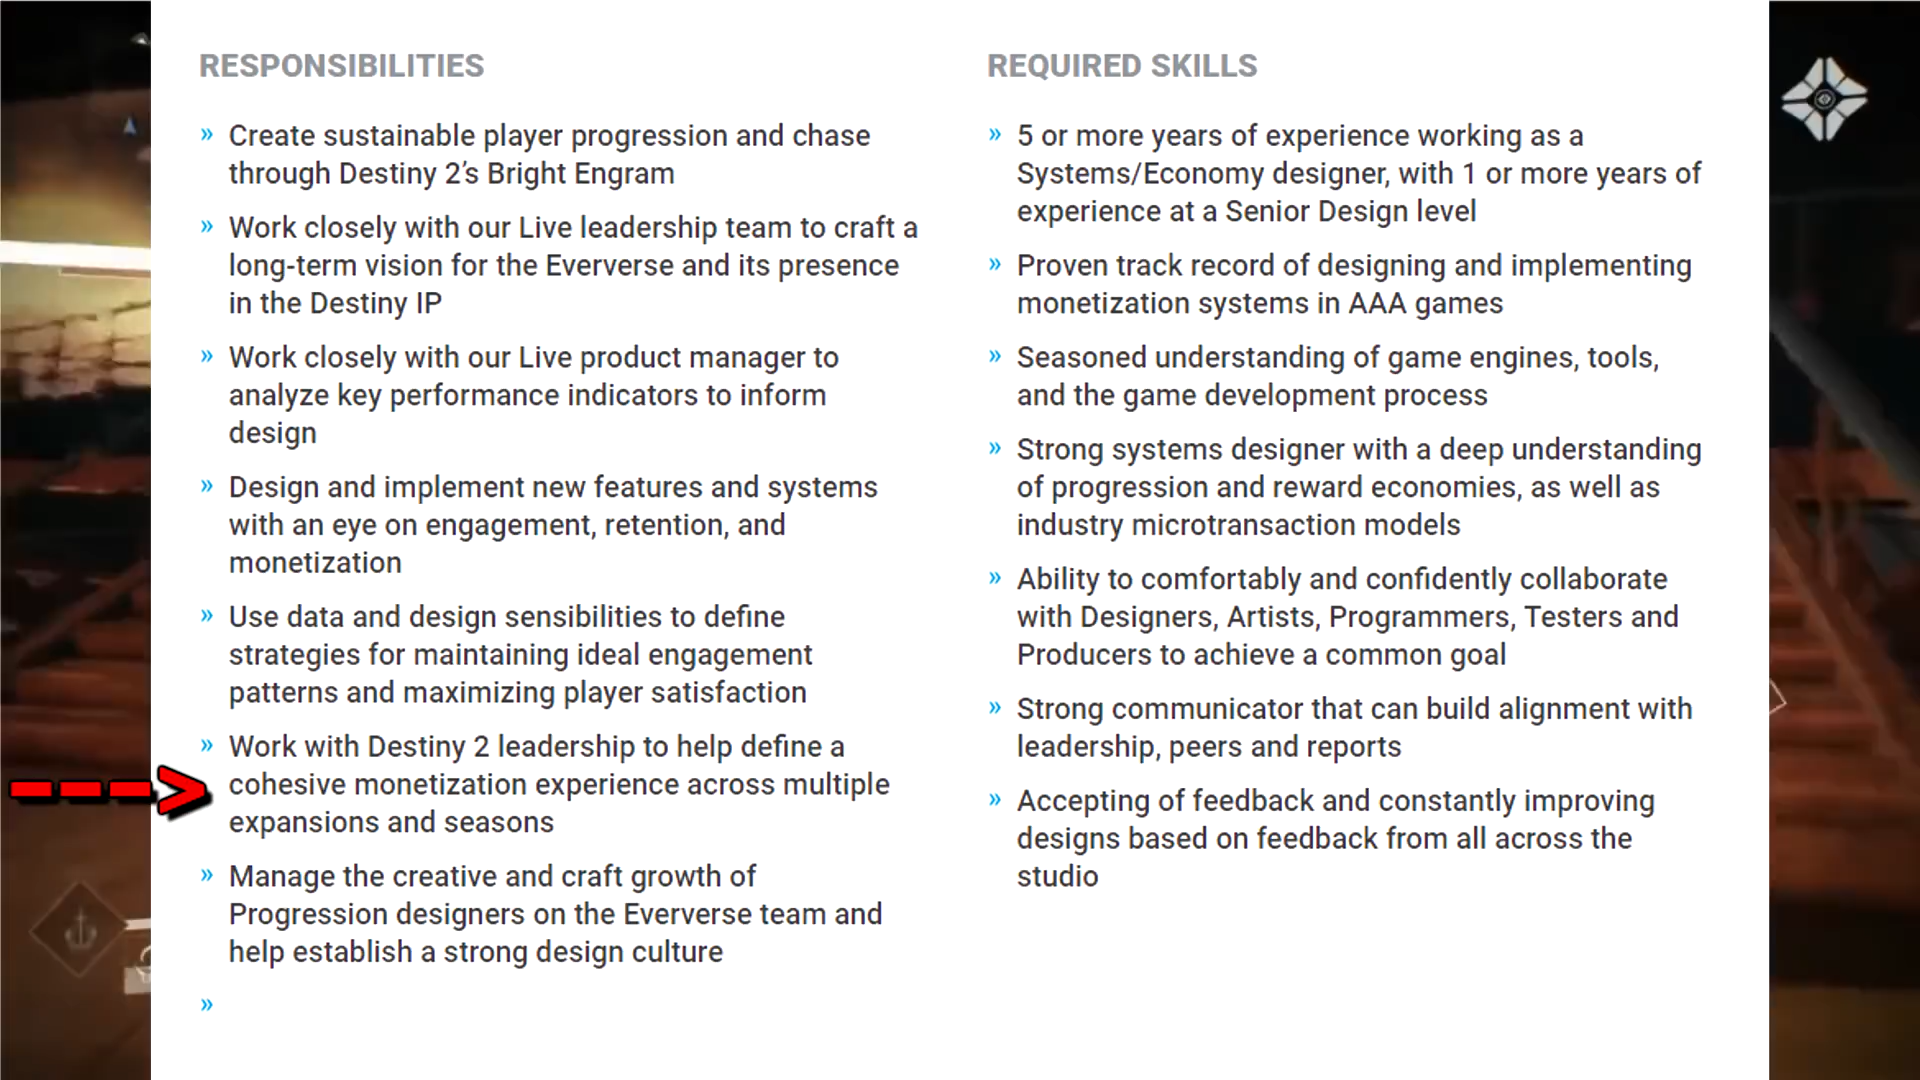 RESPONSIBILITIES
» Create sustainable player progression and chase
through Destiny 2's Bright Engram
» Work closely with our Live leadership team to craft a
long-term vision for the Eververse and its presence
in the Destiny IP
» Work closely with our Live product manager to
analyze key performance indicators to inform
design
» Design and implement new features and systems
with an eye on engagement, retention, and
monetization
» Use data and design sensibilities to define
strategies for maintaining ideal engagement
patterns and maximizing player satisfaction
» Work with Destiny 2 leadership to help define a
cohesive monetization experience across multiple
expansions and seasons
» Manage the creative and craft growth of
Progression designers on the Eververse team and
help establish a strong design culture
»
REQUIRED SKILLS
» 5 or more years of experience working as a
Systems/Economy designer, with 1 or more years of
experience at a Senior Design level
» Proven track record of designing and implementing
monetization systems in AAA games
» Seasoned understanding of game engines, tools,
and the game development process
» Strong systems designer with a deep understanding
of progression and reward economies, as well as
industry microtransaction models
» Ability to comfortably and confidently collaborate
with Designers, Artists, Programmers, Testers and
Producers to achieve a common goal
» Strong communicator that can build alignment with
leadership, peers and reports
» Accepting of feedback and constantly improving
designs based on feedback from all across the
studio